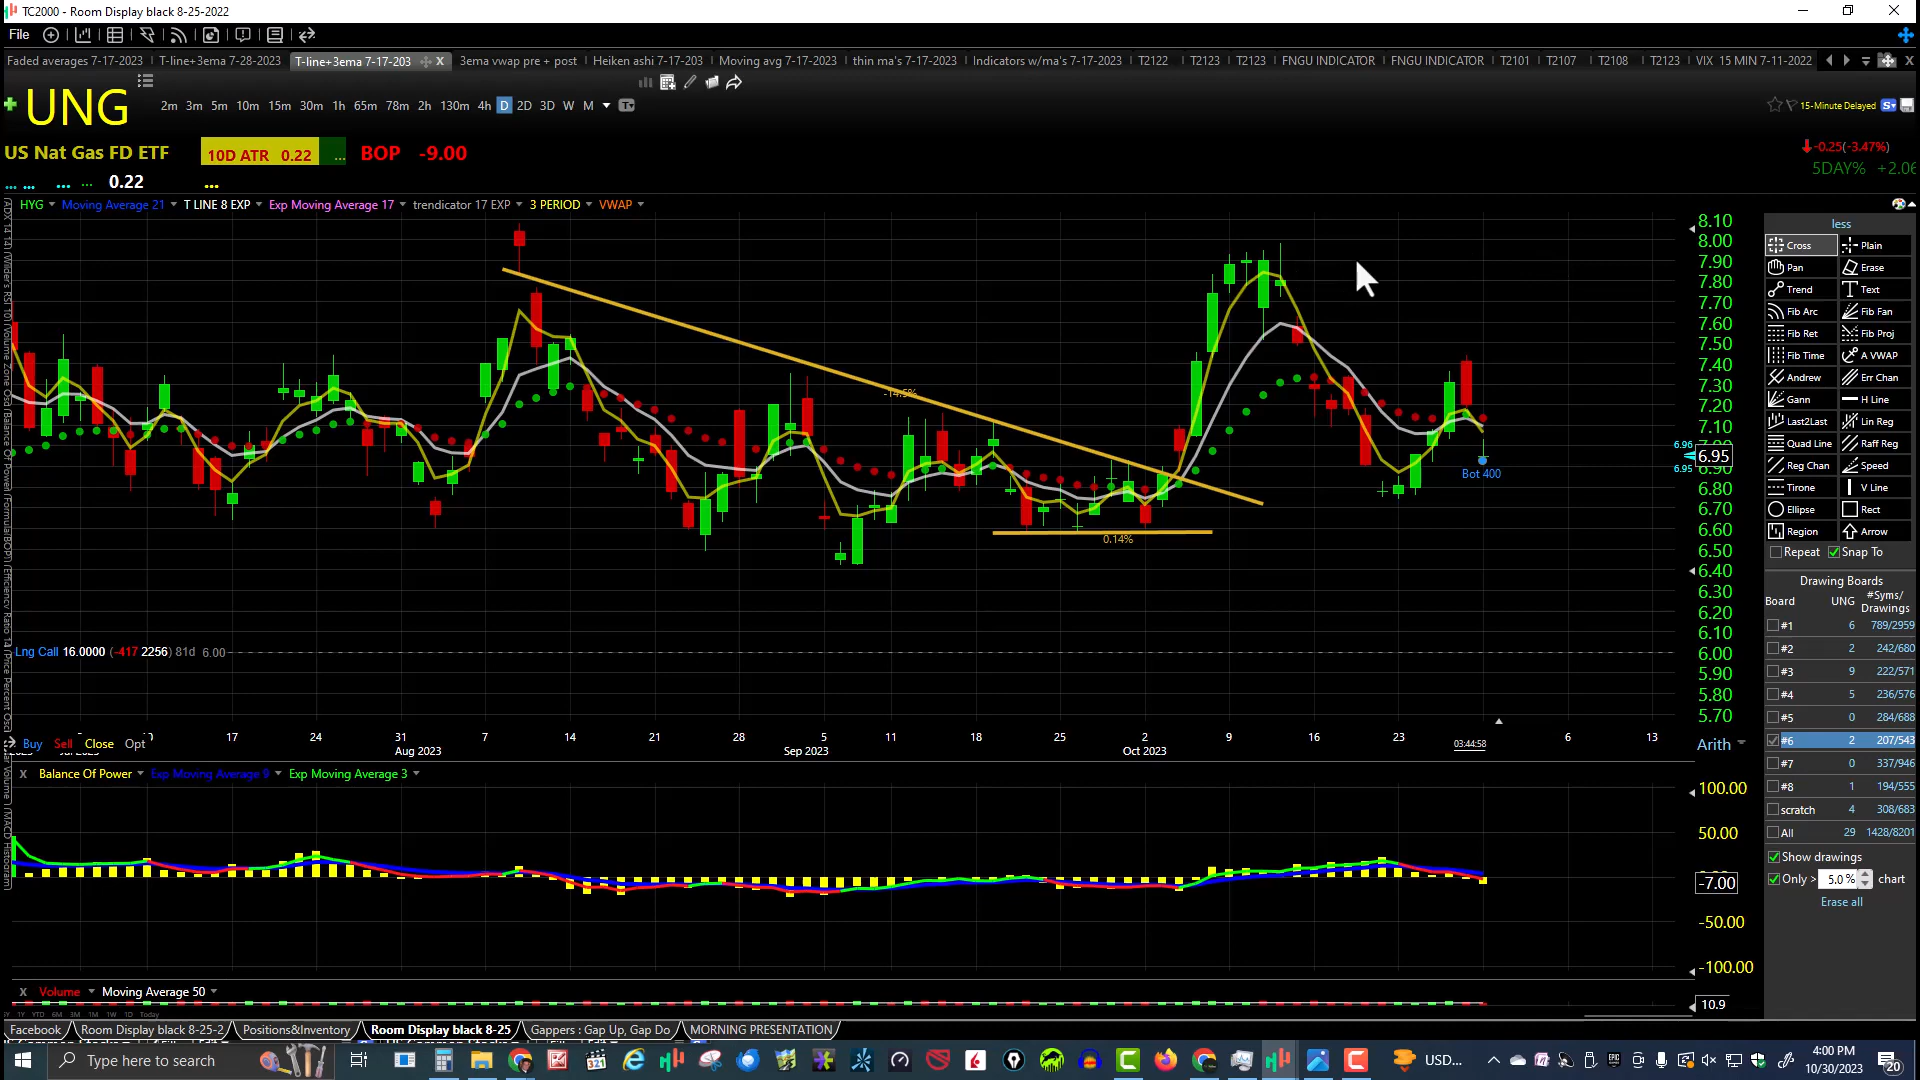 TC2000 - Room Display black 8-25-2022
File
Faded averages 7-17-2023 T-line+3ema 7-28-2023 T-line+3ema 7-17-203 X 3ema vwap pre + post Heiken ashi 7-17-203 Moving avg 7-17-2023 thin ma's 7-17-2023 Indicators w/ma's 7-17-2023 T2122 T2123 T2123 FNGU INDICATOR FNGU INDICATOR T2101 T2107 T2108 T2123 VIX 15 MIN 7-11-2022
UNG
2m 3m 5m 10m 15m 30m 1h 65m 78m 2h 130m 4h D 2D 3D W M
15-Minute Delayed
US Nat Gas FD ETF
10D ATR 0.22 ...
BOP -9.00
-0.25(-3.47%)
5DAY% +2.06
... ... ... ... 0.22 ...
HYG Moving Average 21 T LINE 8 EXP Exp Moving Average 17 trendicator 17 EXP 3 PERIOD VWAP
8.10
8.00
7.90
7.80
7.70
7.60
7.50
7.40
7.30
7.20
7.10
6.96
6.95
6.95
6.90
6.80
6.70
6.60
6.50
6.40
6.30
6.20
6.10
6.00
5.90
5.80
5.70
-14.5%
0.14%
Bot 400
Lng Call 16.0000 (-417 2256) 81d 6.00
17 24 31 7 14 21 28 5 11 18 25 2 9 16 23 03:44:58 6 13
Aug 2023 Sep 2023 Oct 2023
Buy Sell Close Opt
Arith
X Balance Of Power Exp Moving Average 9 Exp Moving Average 3
100.00
50.00
-7.00
-50.00
-100.00
X Volume Moving Average 50
10.9
less
Cross Plain
Pan Erase
Trend Text
Fib Arc Fib Fan
Fib Ret Fib Proj
Fib Time A VWAP
Andrew Err Chan
Gann H Line
Last2Last Lin Reg
Quad Line Raff Reg
Reg Chan Speed
Tirone V Line
Ellipse Rect
Region Arrow
Repeat Snap To
Drawing Boards
Board UNG #Syms/
Drawings
#1 6 789/2959
#2 2 242/680
#3 9 222/571
#4 5 236/576
#5 0 284/688
#6 2 207/543
#7 0 337/946
#8 1 194/555
scratch 4 308/683
All 29 1428/8201
Show drawings
Only > 5.0 % chart
Erase all
Facebook Room Display black 8-25-2 Positions&Inventory Room Display black 8-25 Gappers : Gap Up, Gap Do MORNING PRESENTATION
Type here to search
USD...
4:00 PM
10/30/2023
20